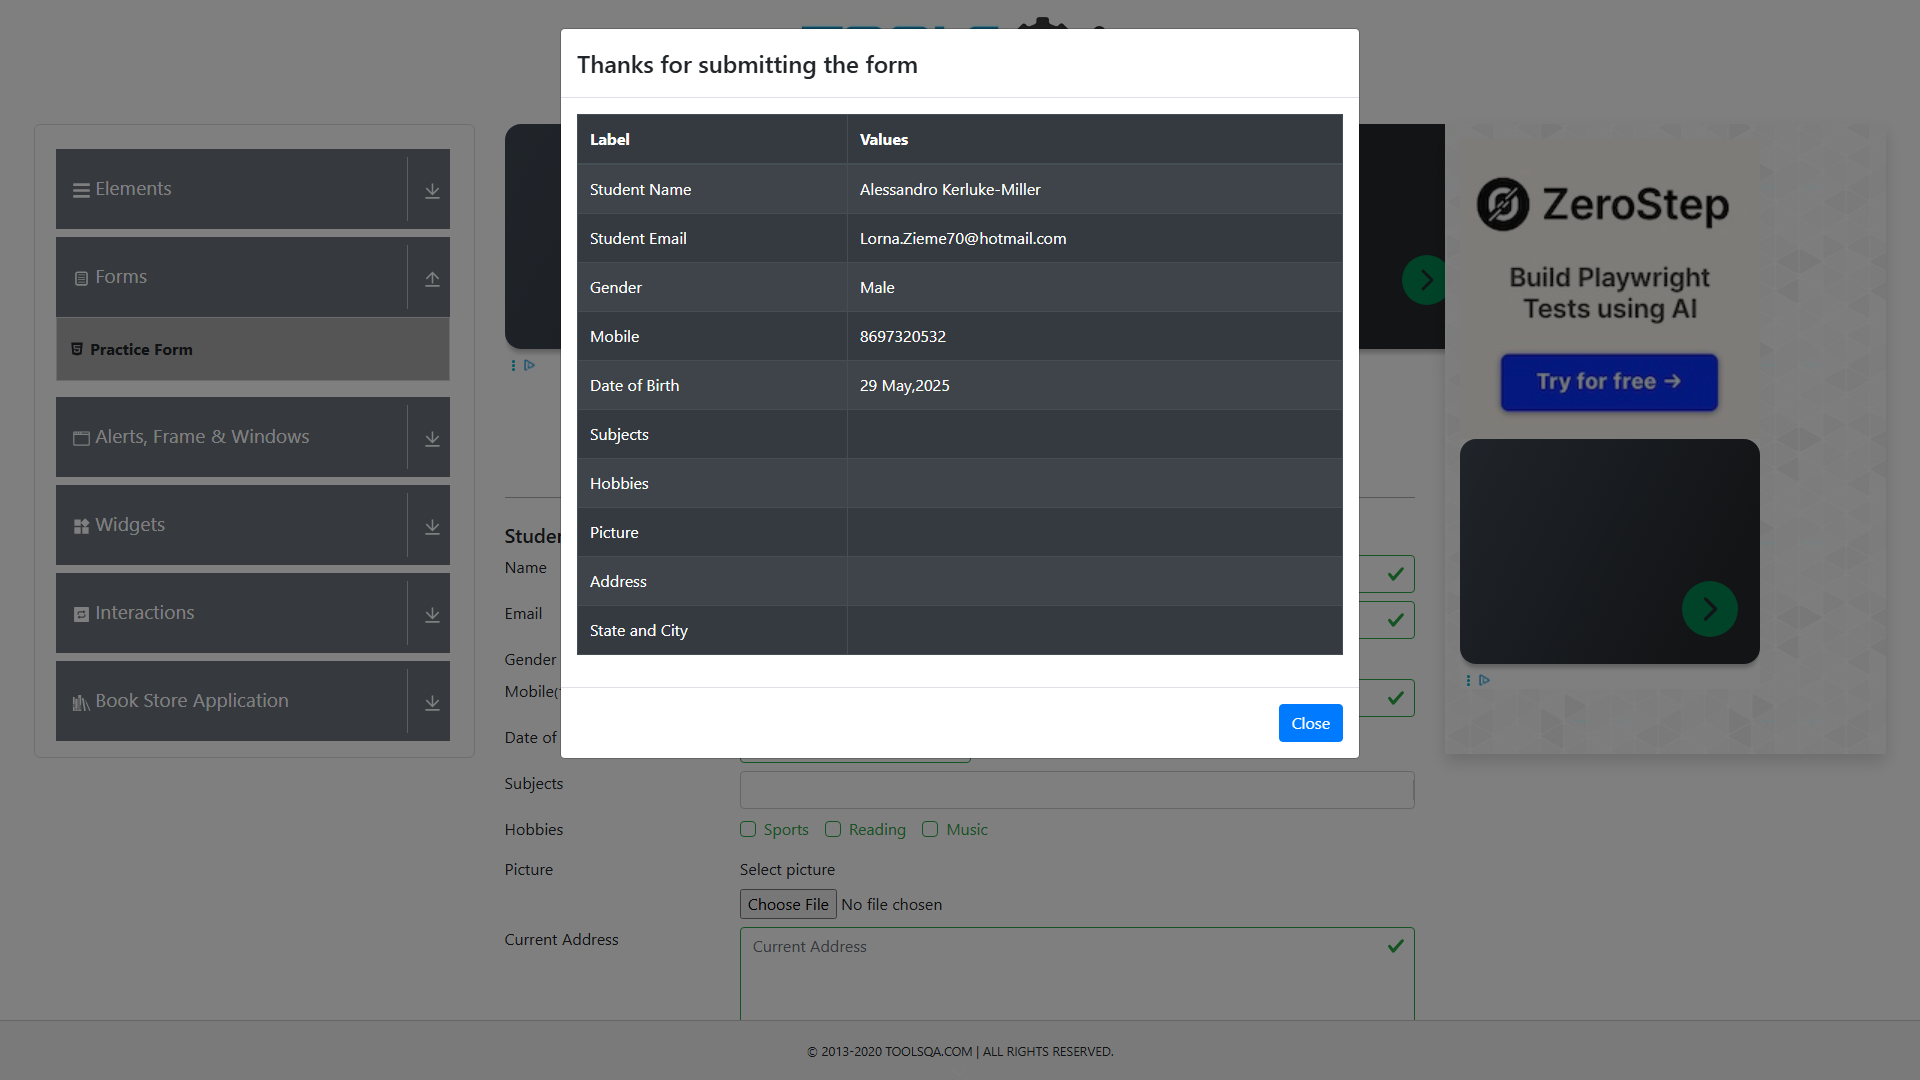 Thanks for submitting the form
Label Values
Student Name Alessandro Kerluke-Miller
Student Email Lorna.Zieme70@hotmail.com
Gender Male
Mobile 8697320532
Date of Birth 29 May,2025
Subjects
Hobbies
Picture
Address
State and City
Close
Elements
Forms
Practice Form
Alerts, Frame & Windows
Widgets
Interactions
Book Store Application
Name
Email
Gender
Date of
Subjects
Hobbies Sports Reading Music
Picture Select picture
Choose File No file chosen
Current Address Current Address
ZeroStep
Build Playwright
Tests using AI
Try for free →
© 2013-2020 TOOLSQA.COM | ALL RIGHTS RESERVED.